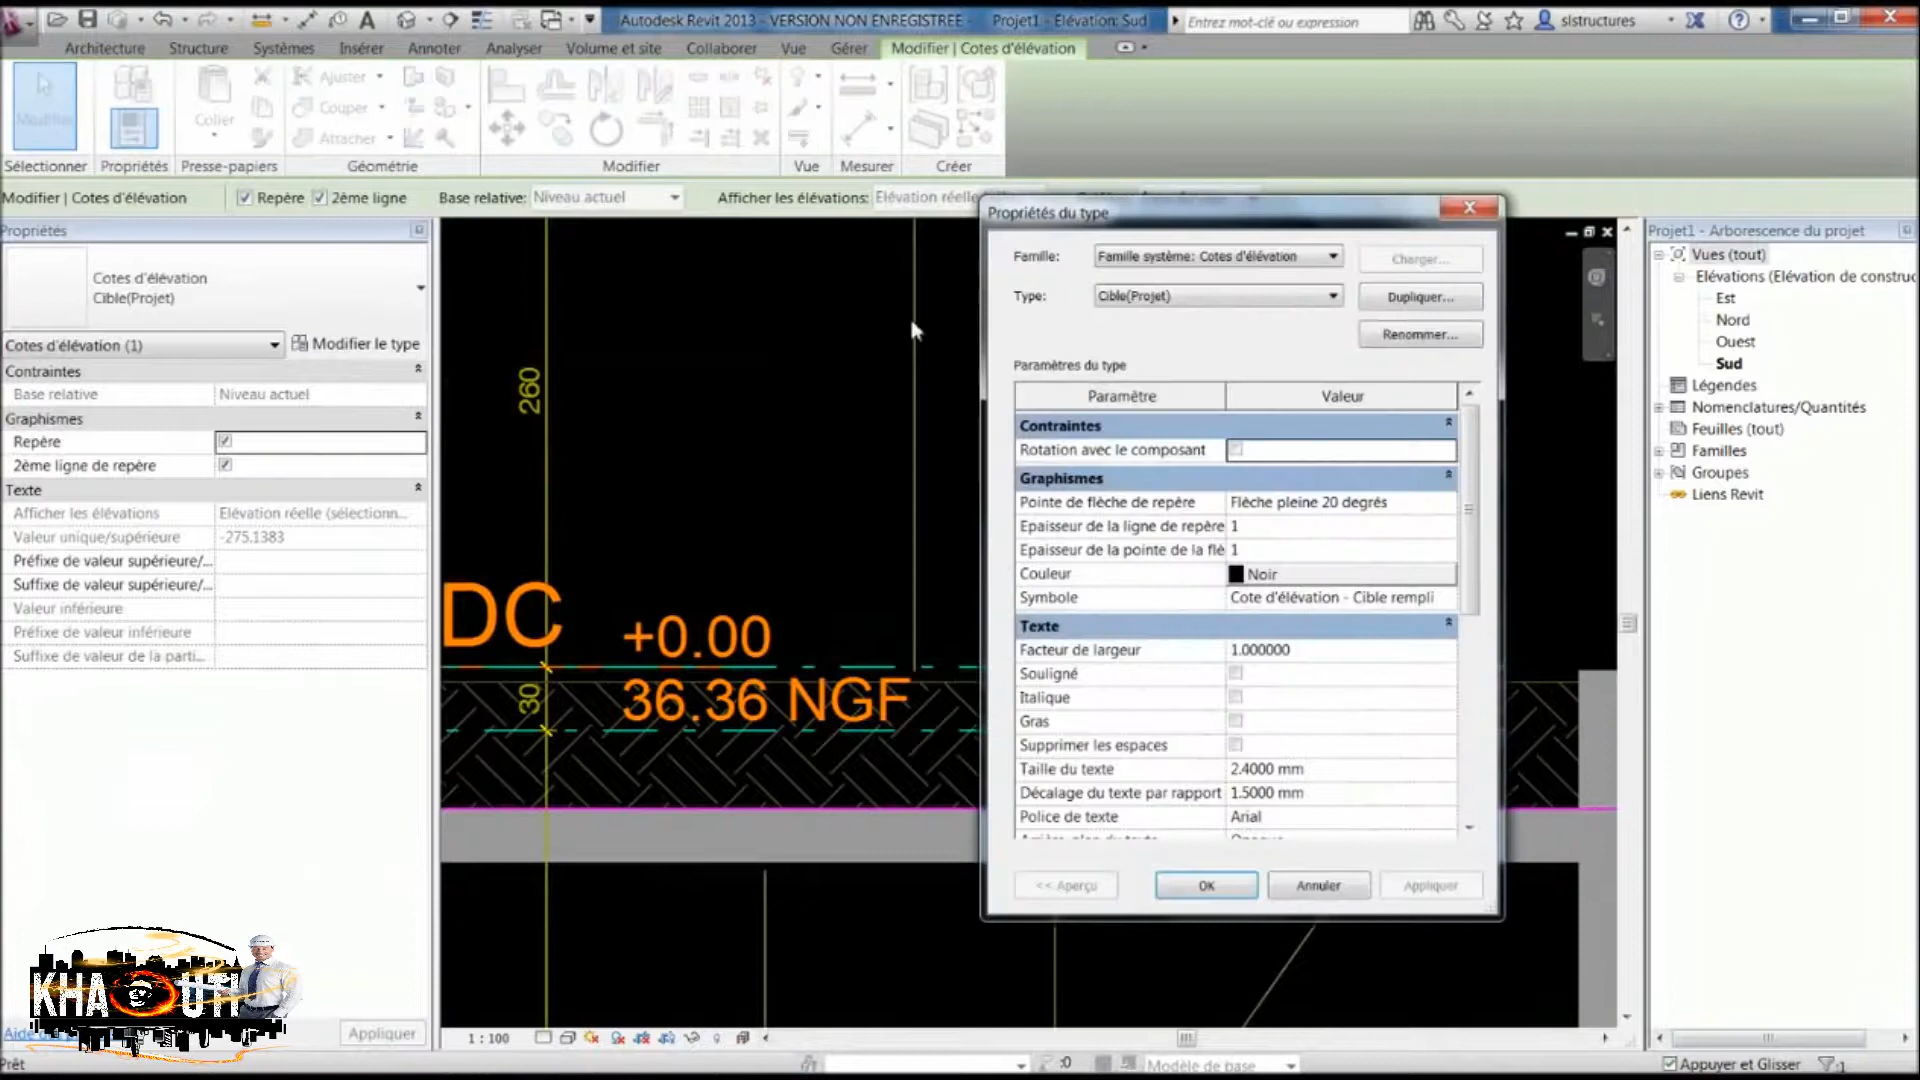 Autodesk Revit 2013 - VERSION NON ENREGISTREE - Projet1 - Elévation: Sud
Entrez mot-clé ou expression
slstructures
Architecture Structure Systèmes Insérer Annoter Analyser Volume et site Collaborer Vue Gérer Modifier | Cotes d'élévation
Modifier
Coller
Ajuster
Couper
Attacher
Sélectionner Propriétés Presse-papiers Géométrie Modifier Vue Mesurer Créer
Modifier | Cotes d'élévation Repère 2ème ligne Base relative: Niveau actuel Afficher les élévations: Elévation réelle
Propriétés
Cotes d'élévation
Cible(Projet)
Cotes d'élévation (1) Modifier le type
Contraintes
Base relative Niveau actuel
Graphismes
Repère
2ème ligne de repère
Texte
Afficher les élévations Elévation réelle (sélectionn...
Valeur unique/supérieure -275.1383
Préfixe de valeur supérieure/...
Suffixe de valeur supérieure/...
Valeur inférieure
Préfixe de valeur inférieure
Suffixe de valeur de la parti...
Appliquer
260
DC
+0.00
30
36.36 NGF
Propriétés du type
Famille: Famille système: Cotes d'élévation Charger...
Type: Cible(Projet) Dupliquer...
Renommer...
Paramètres du type
Paramètre Valeur
Contraintes
Rotation avec le composant
Graphismes
Pointe de flèche de repère Flèche pleine 20 degrés
Epaisseur de la ligne de repère 1
Epaisseur de la pointe de la flè 1
Couleur Noir
Symbole Cote d'élévation - Cible rempli
Texte
Facteur de largeur 1.000000
Souligné
Italique
Gras
Supprimer les espaces
Taille du texte 2.4000 mm
Décalage du texte par rapport 1.5000 mm
Police de texte Arial
<< Aperçu OK Annuler Appliquer
Projet1 - Arborescence du projet
Vues (tout)
Elévations (Elévation de construc
Est
Nord
Ouest
Sud
Légendes
Nomenclatures/Quantités
Feuilles (tout)
Familles
Groupes
Liens Revit
KHAOUTI
1 : 100
Prêt
:0
Modèle de base
Appuyer et Glisser
:1